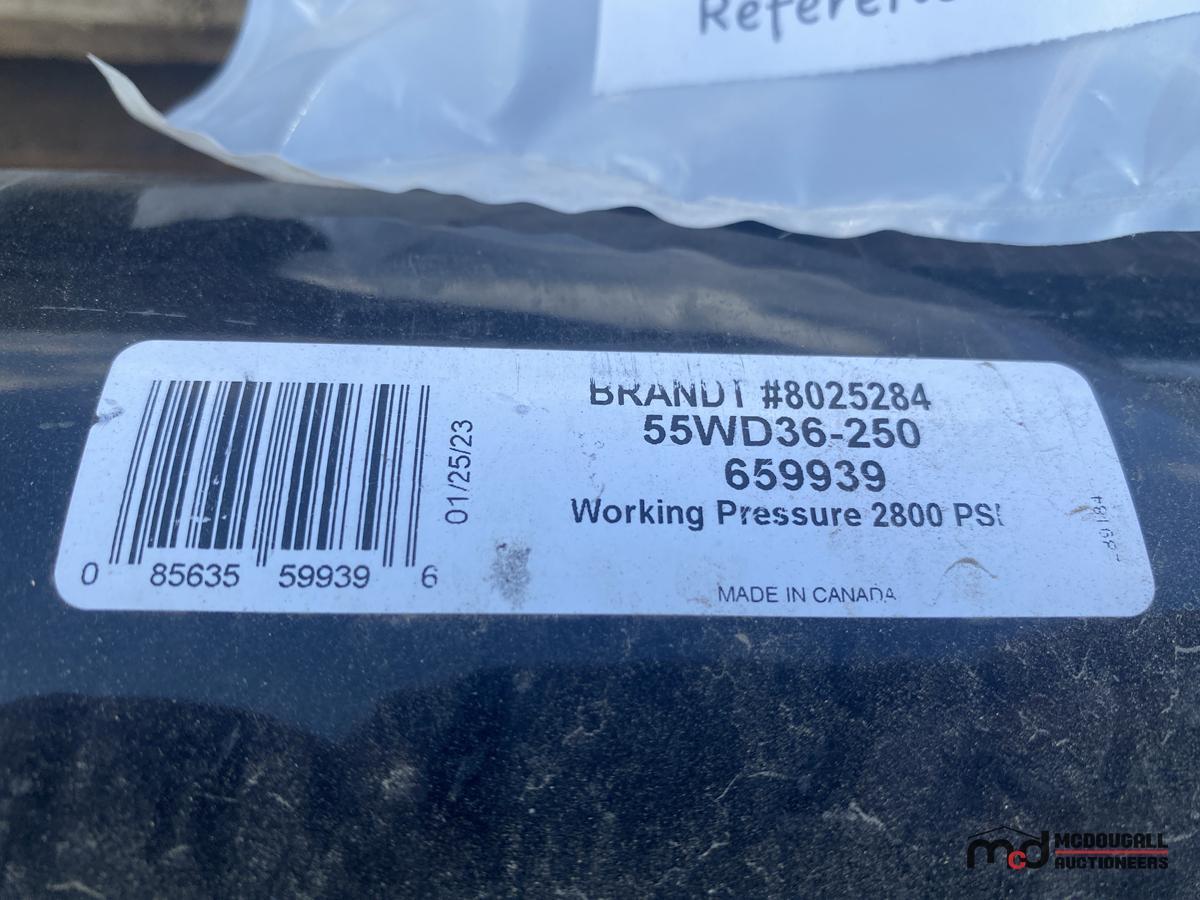 BRANDT #8025284
55WD36-250
659939
Working Pressure 2800 PSI
MADE IN CANADA
01/25/23
0 85635 59939 6
mcd MCDOUGALL
AUCTIONEERS